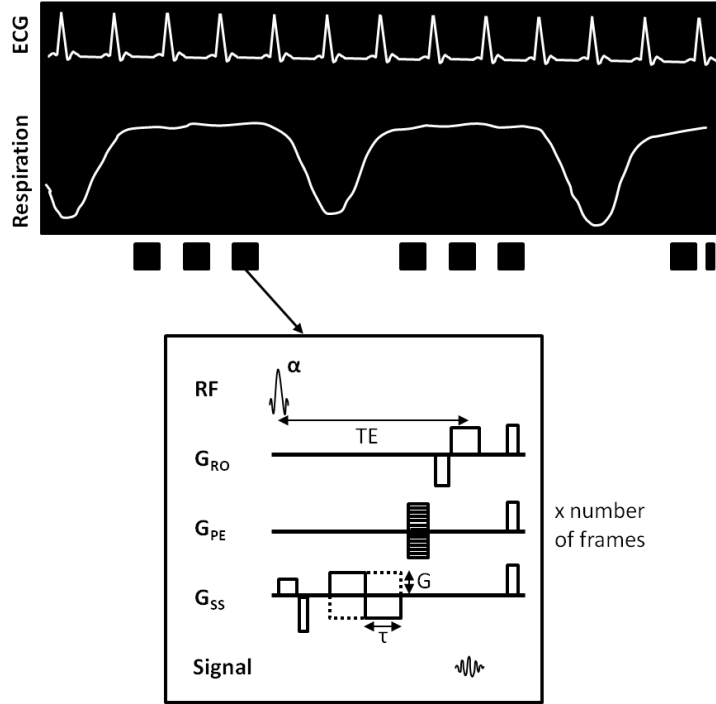 ECG
Respiration
RF
α
TE
G_RO
G_PE
x number
of frames
G_SS
G
τ
Signal